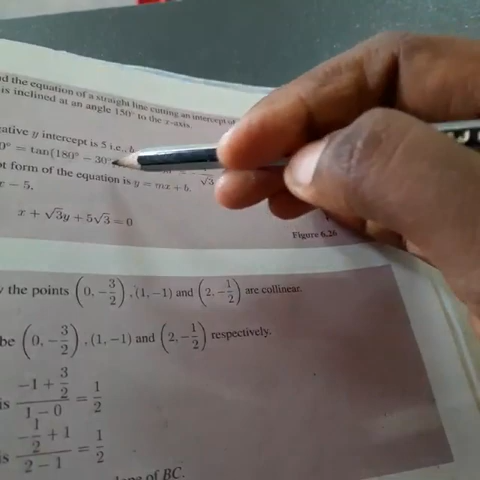 d the equation of a straight line cutting an intercept of
is inclined at an angle 150° to the x-axis.
gative y intercept is 5 i.e., b
0° = tan(180° − 30°
√3
t form of the equation is y = mx + b.
− 5,
x + √3y + 5√3 = 0
Figure 6.26
the points (0, −3/2), (1, −1) and (2, −1/2) are collinear.
be (0, −3/2), (1, −1) and (2, −1/2) respectively.
is (−1 + 3/2)/(1 − 0) = 1/2
is (−1/2 + 1)/(2 − 1) = 1/2
of BC.